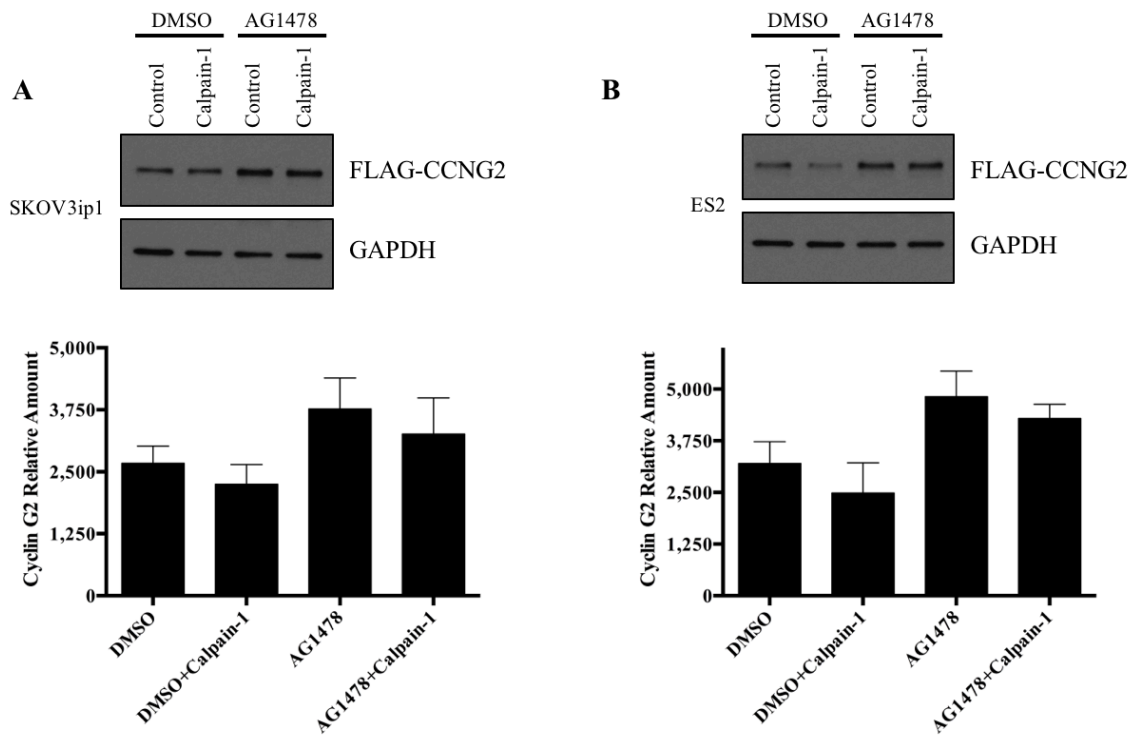 A
DMSO AG1478
Control Calpain-1 Control Calpain-1
FLAG-CCNG2
SKOV3ip1
GAPDH
Cyclin G2 Relative Amount
5,000
3,750
2,500
1,250
0
DMSO
DMSO+Calpain-1
AG1478
AG1478+Calpain-1
B
DMSO AG1478
Control Calpain-1 Control Calpain-1
FLAG-CCNG2
ES2
GAPDH
Cyclin G2 Relative Amount
5,000
3,750
2,500
1,250
0
DMSO
DMSO+Calpain-1
AG1478
AG1478+Calpain-1